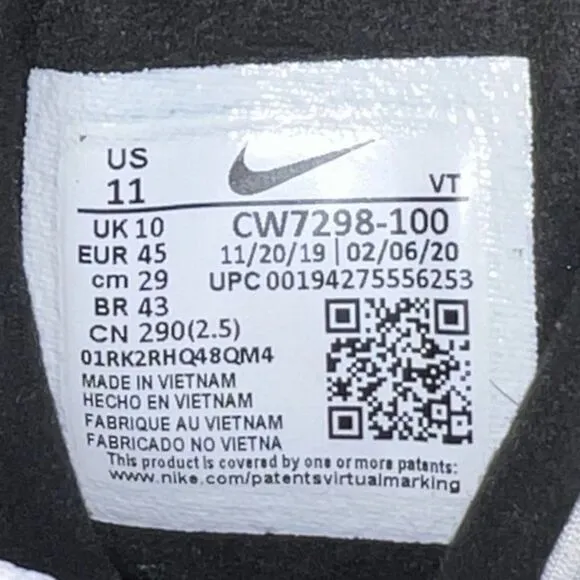 US
11
VT
UK 10
CW7298-100
EUR 45
11/20/19 | 02/06/20
cm 29
UPC 00194275556253
BR 43
CN 290(2.5)
01RK2RHQ48QM4
MADE IN VIETNAM
HECHO EN VIETNAM
FABRIQUE AU VIETNAM
FABRICADO NO VIETNA
This product is covered by one or more patents:
www.nike.com/patentsvirtualmarking